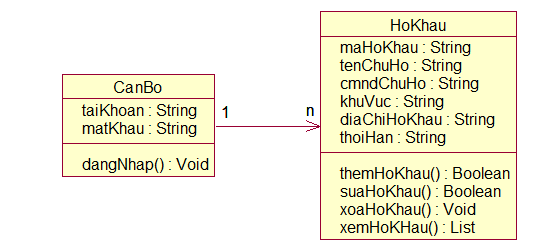 CanBo
taiKhoan : String
matKhau : String
dangNhap() : Void
1
n
HoKhau
maHoKhau : String
tenChuHo : String
cmndChuHo : String
khuVuc : String
diaChiHoKhau : String
thoiHan : String
themHoKhau() : Boolean
suaHoKhau() : Boolean
xoaHoKhau() : Void
xemHoKHau() : List